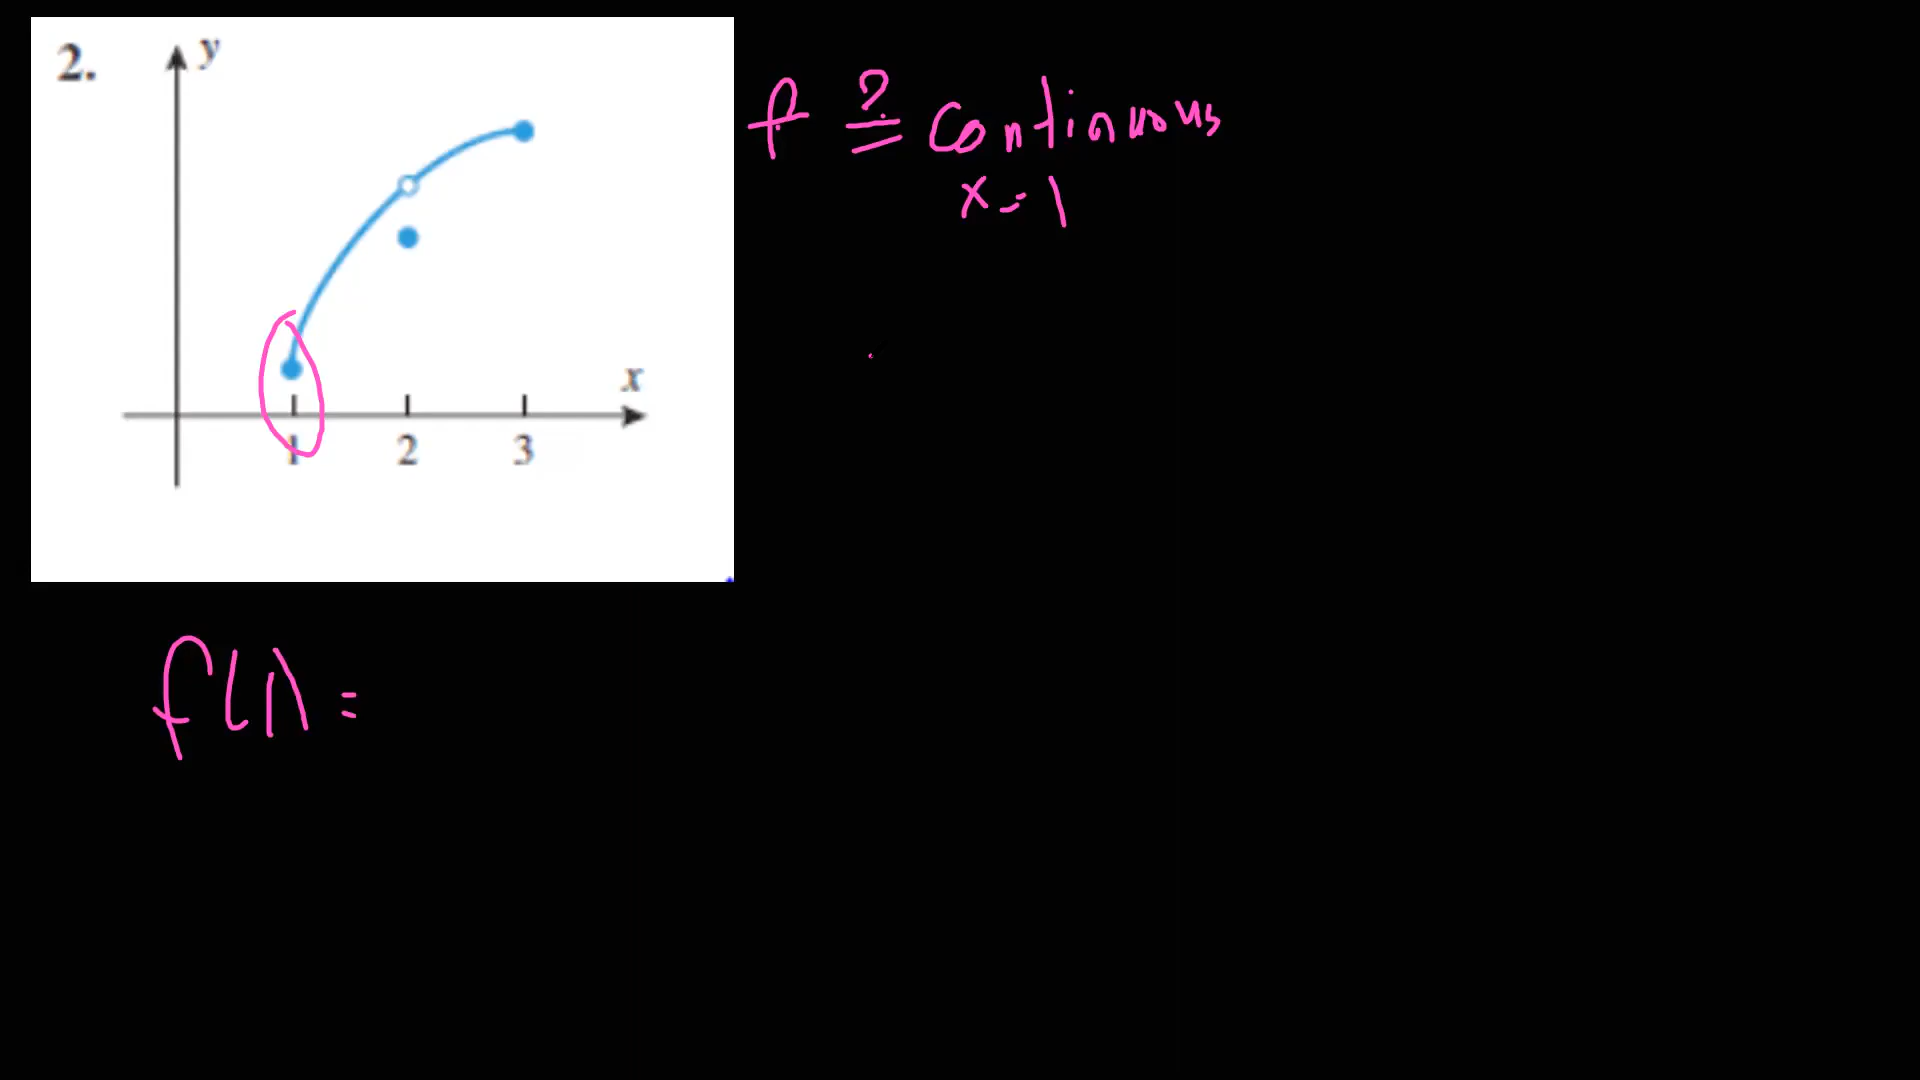 2.
y
f ?= Continuous
x = 1
x
1 2 3
f(1) =